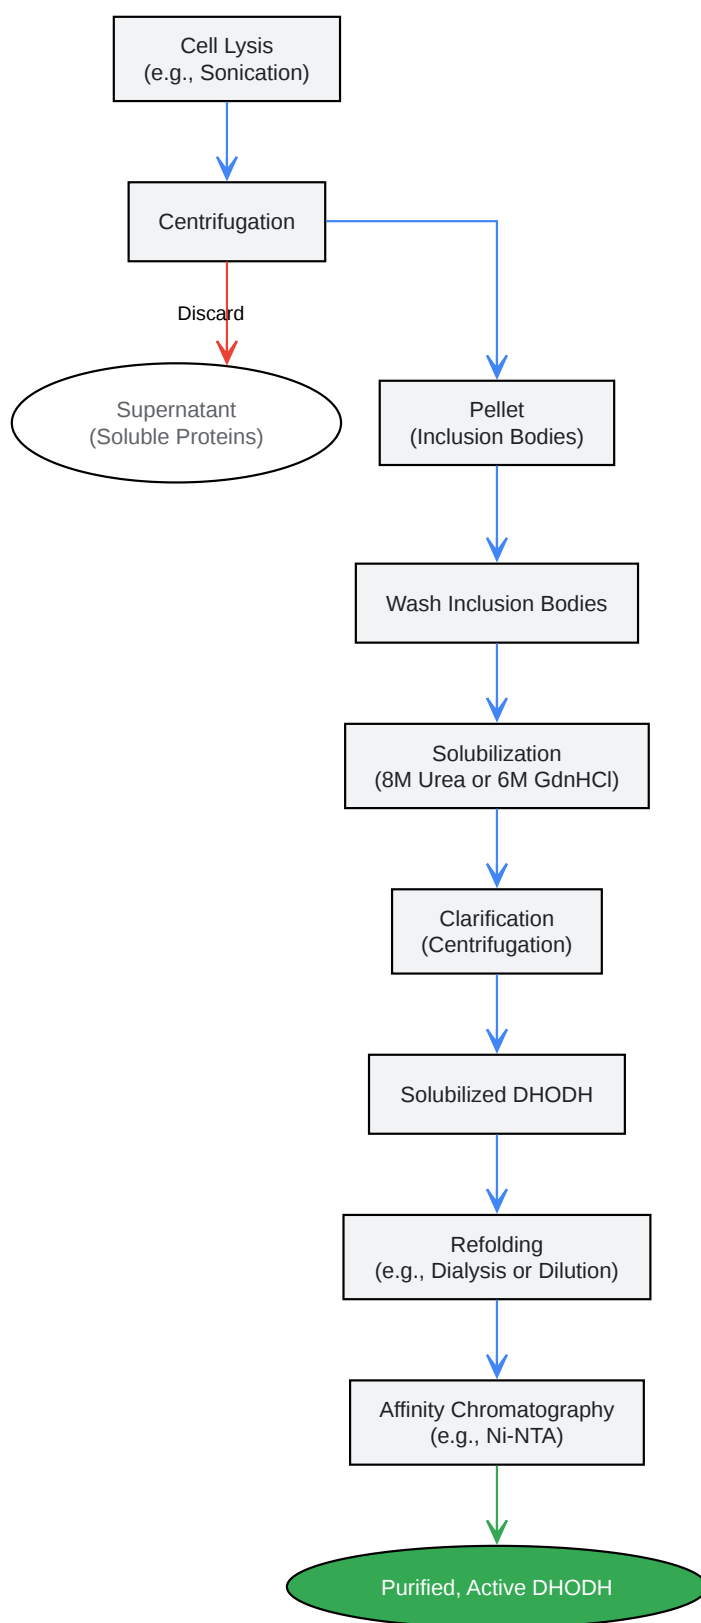 Cell Lysis
(e.g., Sonication)
Centrifugation
Discard
Supernatant
(Soluble Proteins)
Pellet
(Inclusion Bodies)
Wash Inclusion Bodies
Solubilization
(8M Urea or 6M GdnHCl)
Clarification
(Centrifugation)
Solubilized DHODH
Refolding
(e.g., Dialysis or Dilution)
Affinity Chromatography
(e.g., Ni-NTA)
Purified, Active DHODH